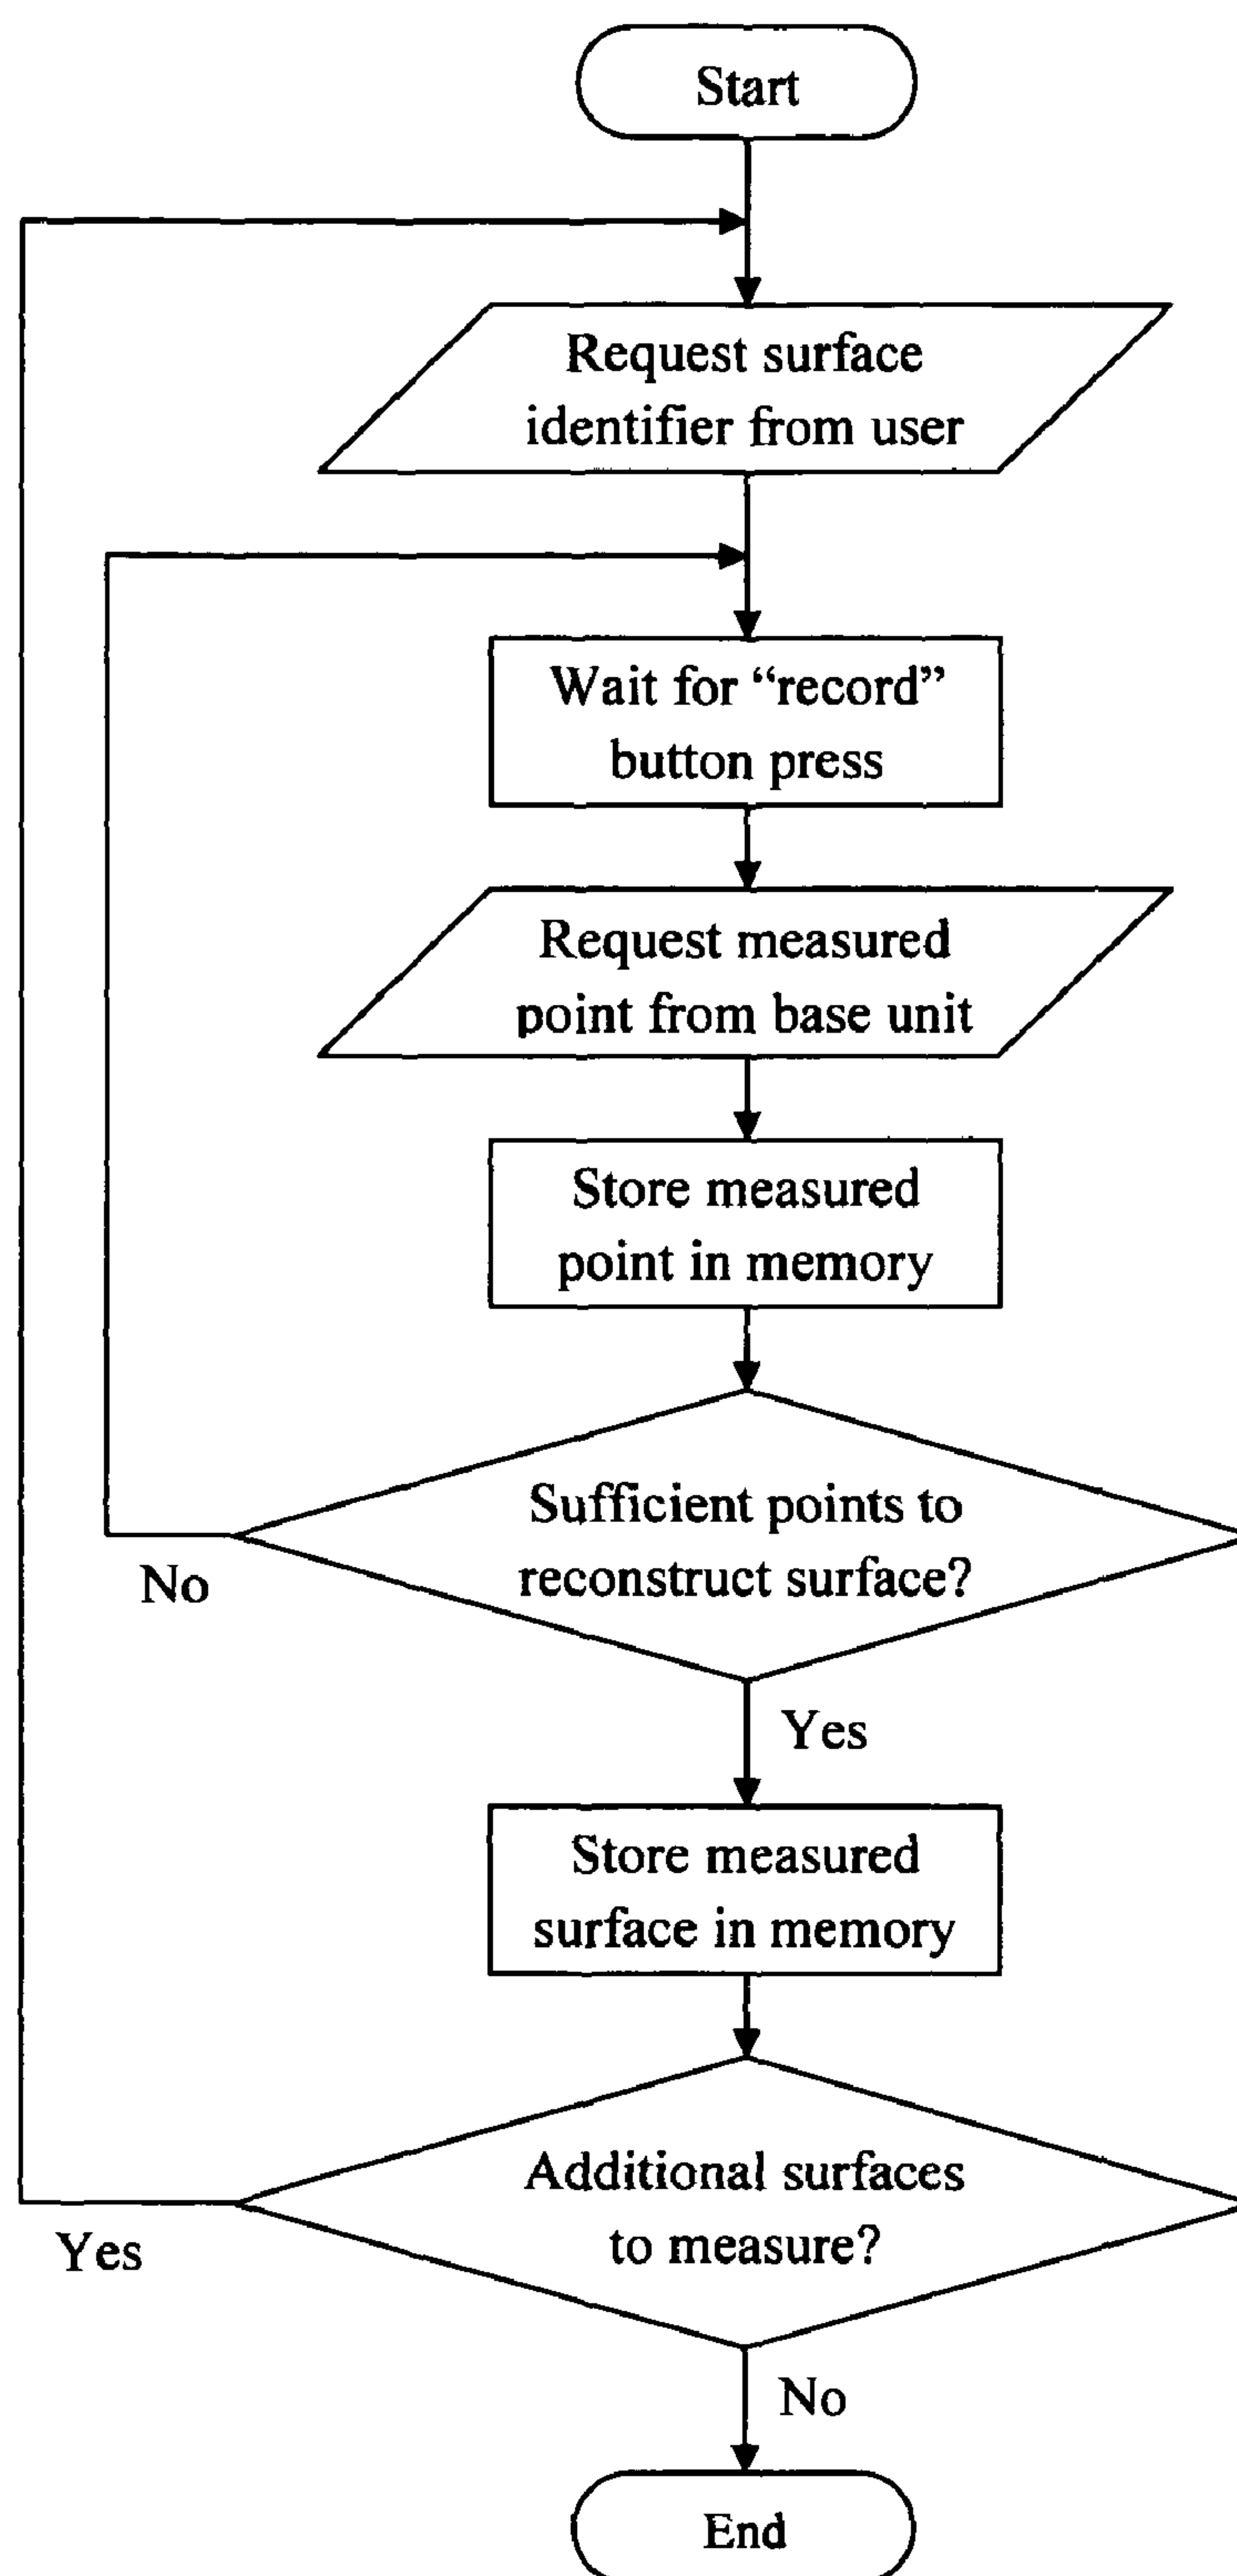 Start
Request surface
identifier from user
Wait for “record”
button press
Request measured
point from base unit
Store measured
point in memory
Sufficient points to
reconstruct surface?
No
Yes
Store measured
surface in memory
Additional surfaces
to measure?
Yes
No
End